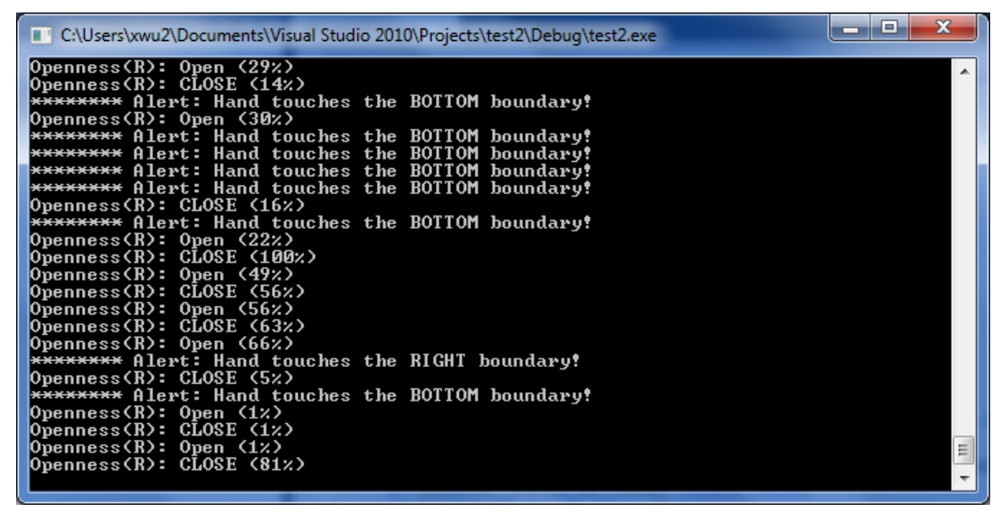 C:\Users\xwu2\Documents\Visual Studio 2010\Projects\test2\Debug\test2.exe
Openness(R): Open (29%)
Openness(R): CLOSE (14%)
******** Alert: Hand touches the BOTTOM boundary!
Openness(R): Open (30%)
******** Alert: Hand touches the BOTTOM boundary!
******** Alert: Hand touches the BOTTOM boundary!
******** Alert: Hand touches the BOTTOM boundary!
******** Alert: Hand touches the BOTTOM boundary!
Openness(R): CLOSE (16%)
******** Alert: Hand touches the BOTTOM boundary!
Openness(R): Open (22%)
Openness(R): CLOSE (100%)
Openness(R): Open (49%)
Openness(R): CLOSE (56%)
Openness(R): Open (56%)
Openness(R): CLOSE (63%)
Openness(R): Open (66%)
******** Alert: Hand touches the RIGHT boundary!
Openness(R): CLOSE (5%)
******** Alert: Hand touches the BOTTOM boundary!
Openness(R): Open (1%)
Openness(R): CLOSE (1%)
Openness(R): Open (1%)
Openness(R): CLOSE (81%)